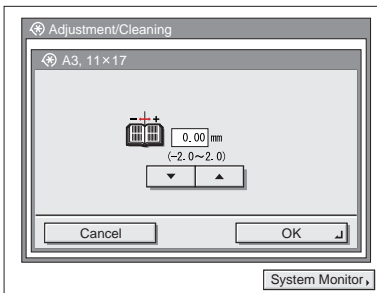 Adjustment/Cleaning
A3, 11×17
- +
0.00 mm
(-2.0~2.0)
▼ ▲
Cancel OK
System Monitor